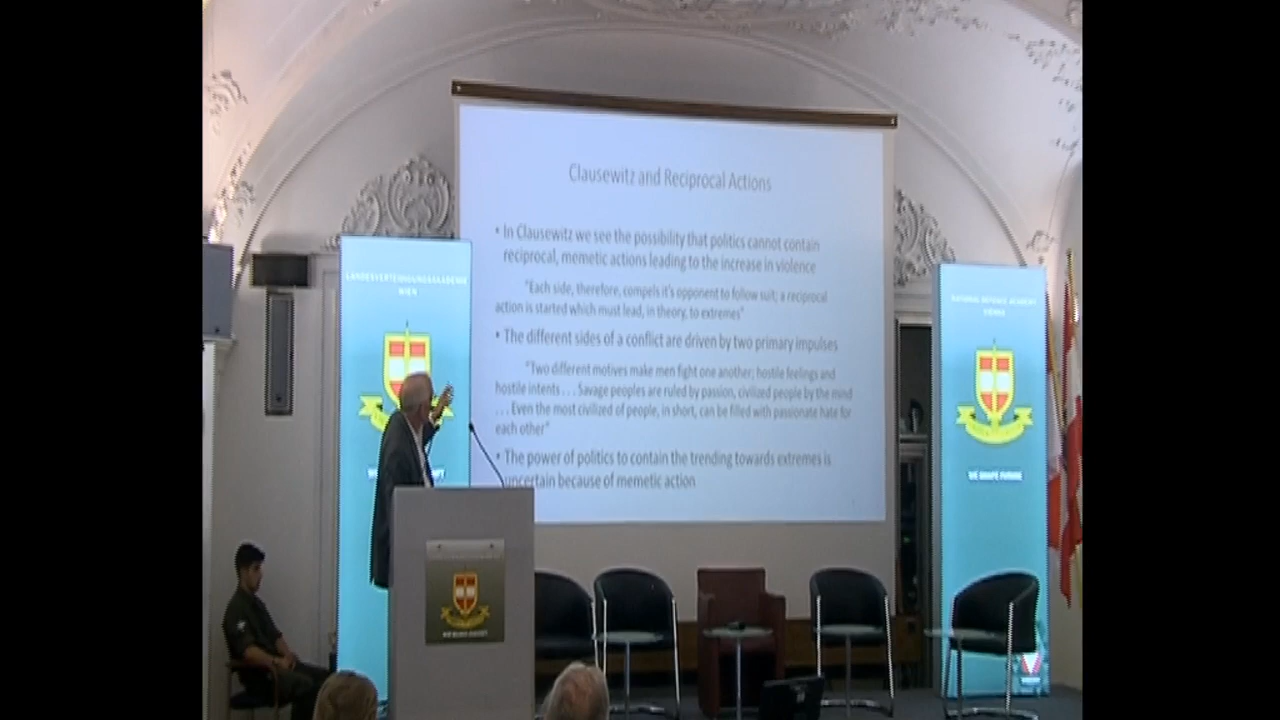 Clausewitz and Reciprocal Actions
• In Clausewitz we see the possibility that politics cannot contain
reciprocal, memetic actions leading to the increase in violence
"Each side, therefore, compels it's opponent to follow suit; a reciprocal
action is started which must lead, in theory, to extremes"
• The different sides of a conflict are driven by two primary impulses
"Two different motives make men fight one another; hostile feelings and
hostile intents . . . Savage peoples are ruled by passion, civilized people by the mind
. . . Even the most civilized of people, in short, can be filled with passionate hate for
each other"
• The power of politics to contain the trending towards extremes is
uncertain because of memetic action
LANDESVERTEIDIGUNGSAKADEMIE
WIEN
NATIONAL DEFENCE ACADEMY
VIENNA
WE SHAPE FUTURE